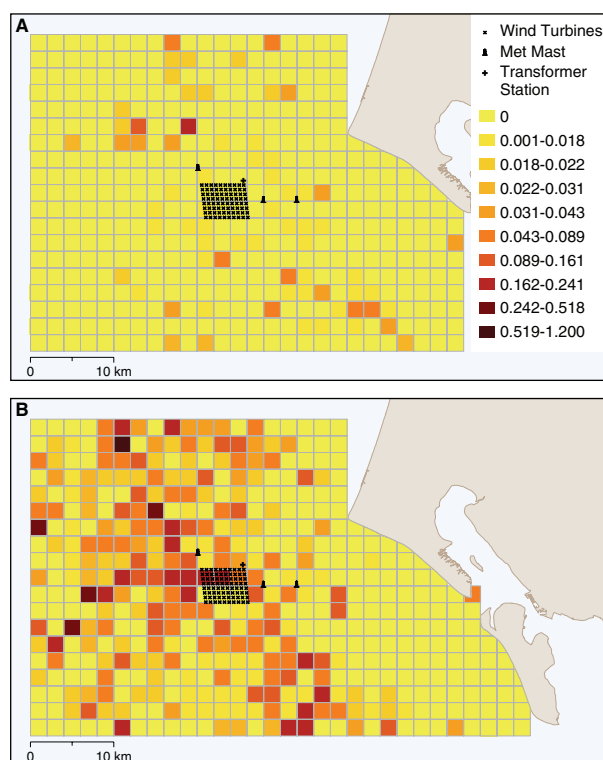 A
Wind Turbines
Met Mast
Transformer
Station
0
0.001-0.018
0.018-0.022
0.022-0.031
0.031-0.043
0.043-0.089
0.089-0.161
0.162-0.241
0.242-0.518
0.519-1.200
0 10 km
B
0 10 km